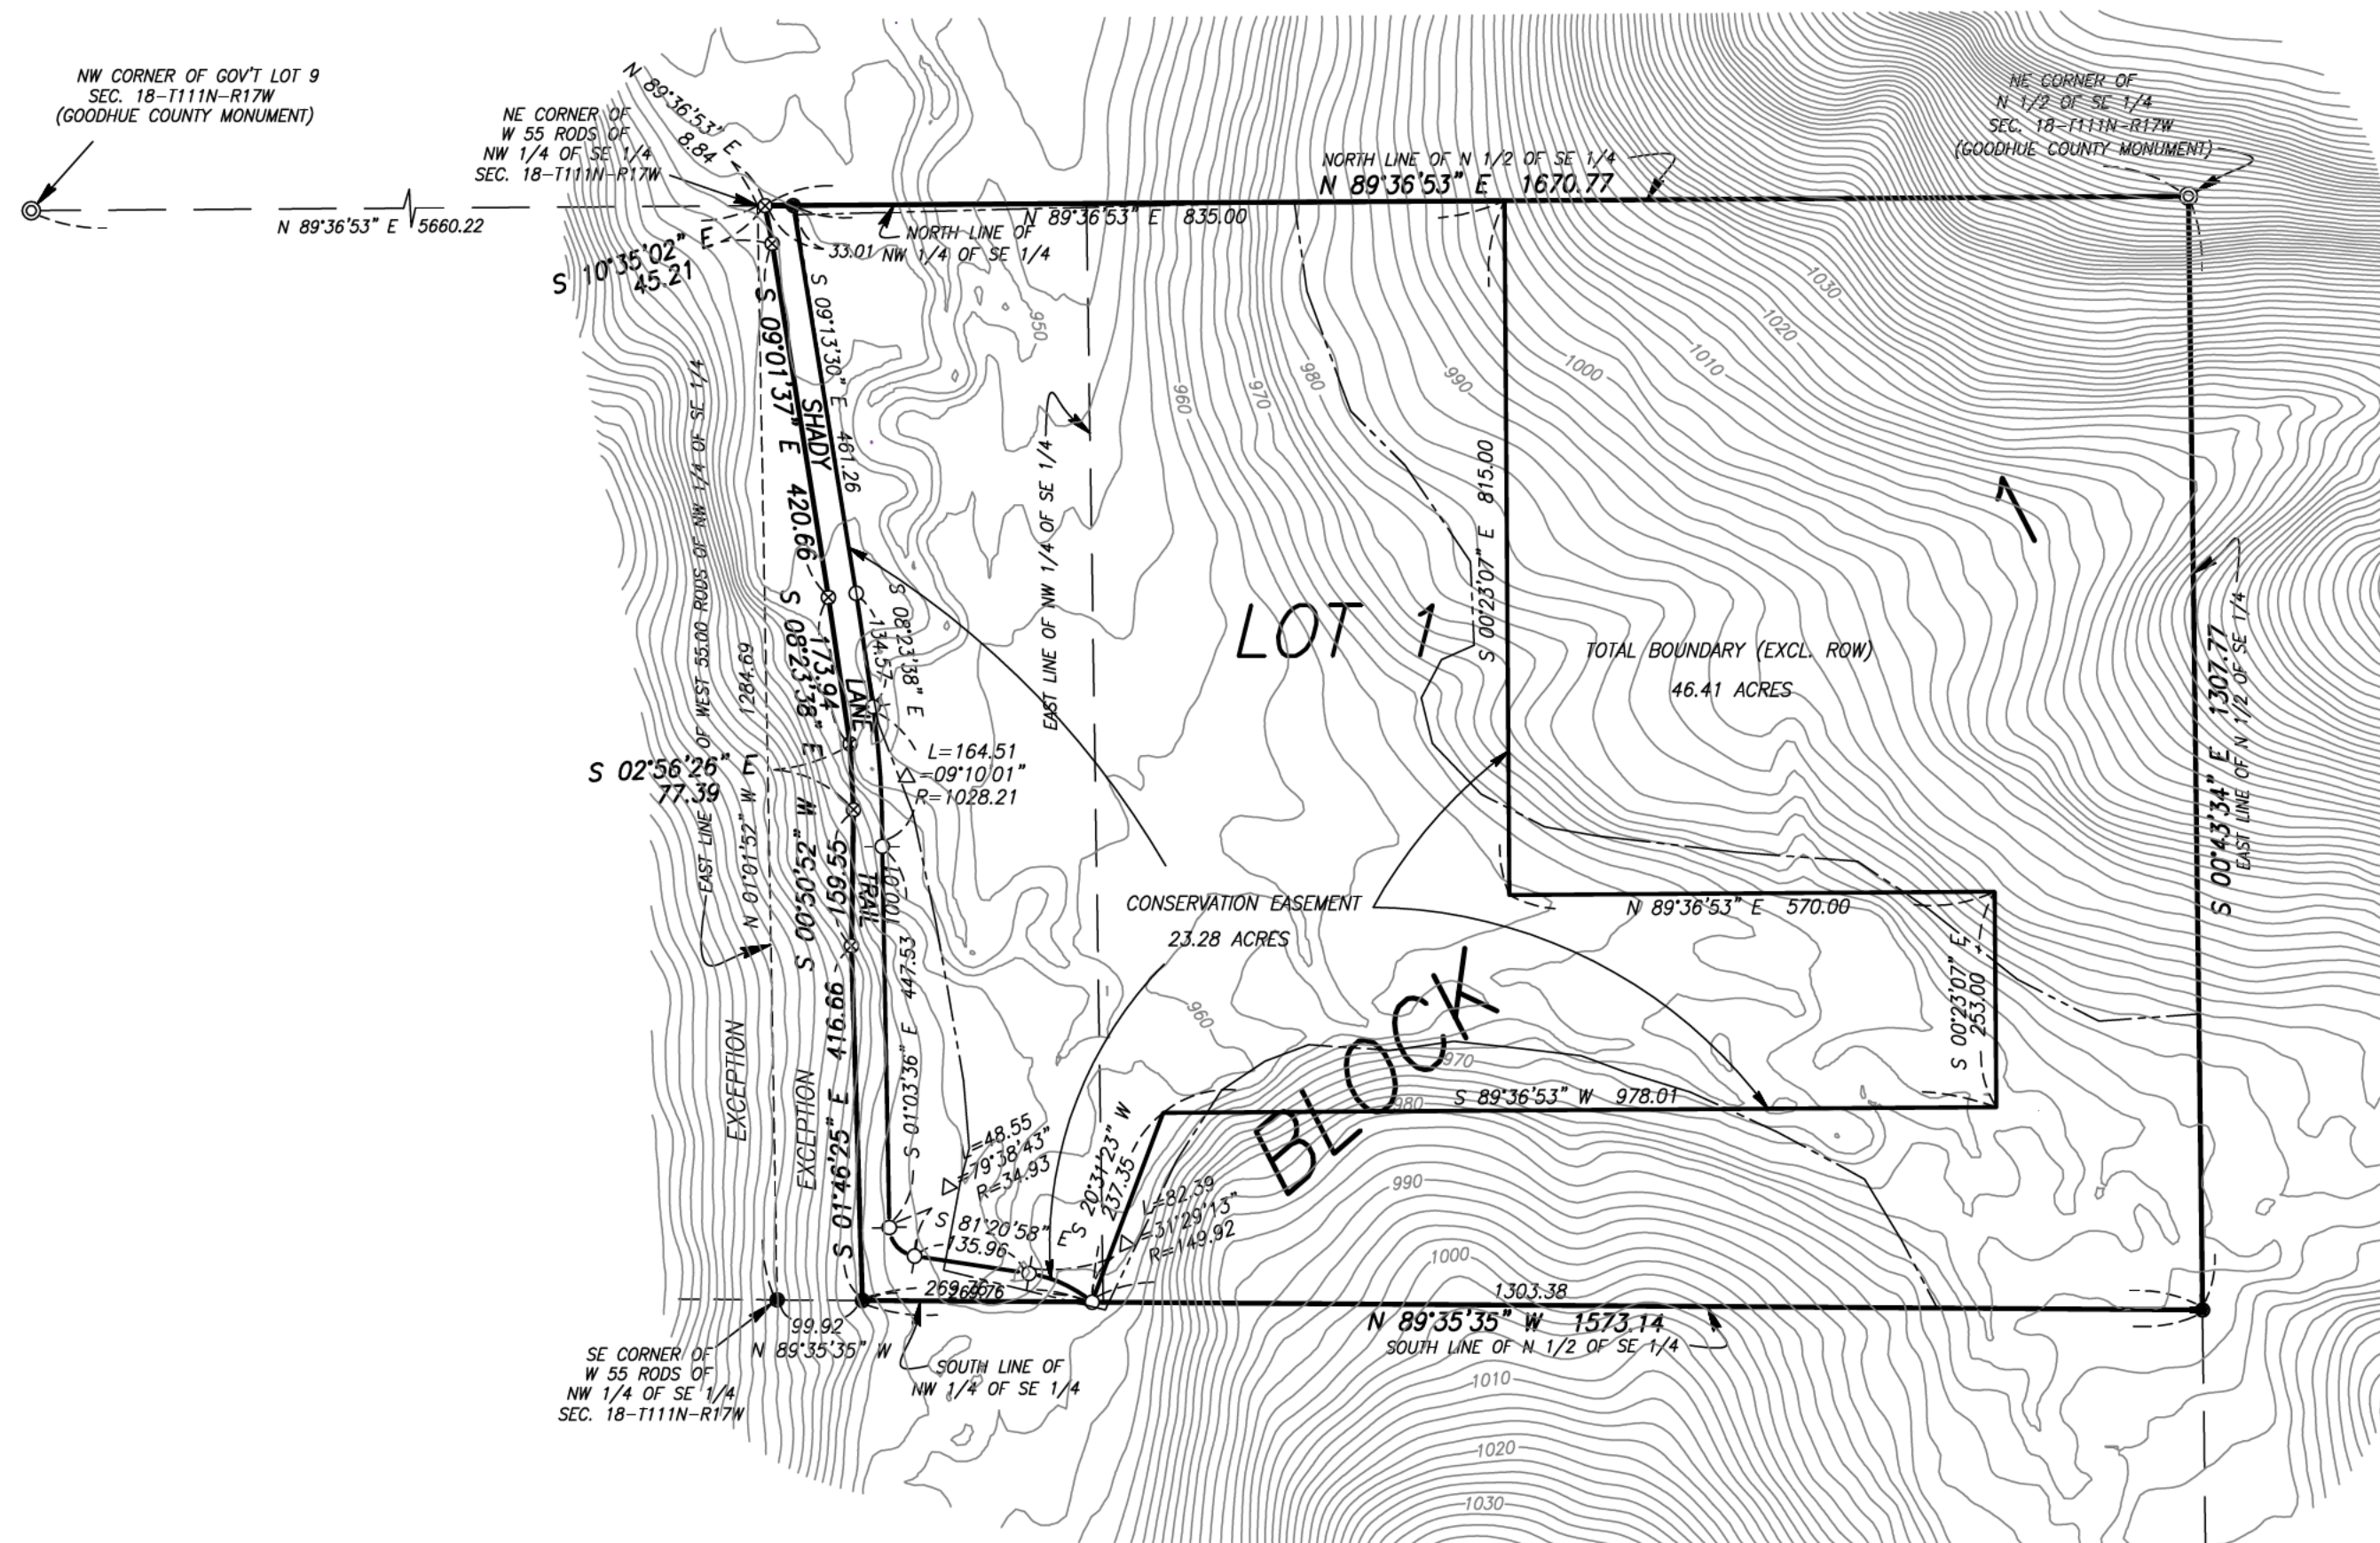 NW CORNER OF GOV'T LOT 9
SEC. 18-T111N-R17W
(GOODHUE COUNTY MONUMENT)
N 89°36'53" E 5660.22
NE CORNER OF
W 55 RODS OF
NW 1/4 OF SE 1/4
SEC. 18-T111N-R17W
N 89°36'53" E
8.84
S 10°35'02" E
45.21
33.01
NORTH LINE OF
NW 1/4 OF SE 1/4
N 89°36'53" E 835.00
NORTH LINE OF N 1/2 OF SE 1/4
N 89°36'53" E 1670.77
NE CORNER OF
N 1/2 OF SE 1/4
SEC. 18-T111N-R17W
(GOODHUE COUNTY MONUMENT)
S 09°01'37" E 420.66
S 09°13'30" E 461.26
SHADY
LANE
TRAIL
950
960
970
980
990
1000
1010
1020
1030
EAST LINE OF WEST 55.00 RODS OF NW 1/4 OF SE 1/4
N 01°01'52" W 1284.69
EAST LINE OF NW 1/4 OF SE 1/4
S 00°23'07" E 815.00
LOT 1
1
TOTAL BOUNDARY (EXCL. ROW)
46.41 ACRES
173.94
S 08°23'38" E
134.57
S 08°23'38" E
S 02°56'26" E
77.39
L=164.51
△=09°10'01"
R=1028.21
S 00°50'52" W
159.55
S 00°43'34" E 1307.77
EAST LINE OF N 1/2 OF SE 1/4
CONSERVATION EASEMENT
23.28 ACRES
N 89°36'53" E 570.00
S 00°23'07" E
253.00
EXCEPTION
EXCEPTION
S 01°46'25" E 416.66
S 01°03'36" E 447.53
960
BLOCK
970
980
S 89°36'53" W 978.01
L=48.55
△=79°38'43"
R=34.93
S 81°20'58" E
135.96
S 20°31'23" W
237.35
L=82.39
△=31°29'13"
R=149.92
990
1000
269.76
269.76
1303.38
N 89°35'35" W 1573.14
SOUTH LINE OF N 1/2 OF SE 1/4
99.92
N 89°35'35" W
SE CORNER OF
W 55 RODS OF
NW 1/4 OF SE 1/4
SEC. 18-T111N-R17W
SOUTH LINE OF
NW 1/4 OF SE 1/4
1010
1020
1030